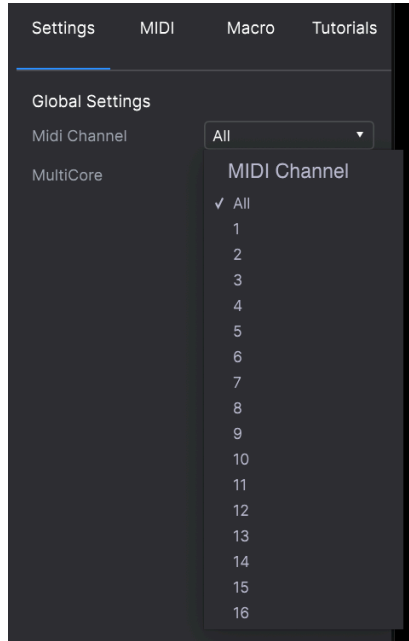 Settings MIDI Macro Tutorials
Global Settings
Midi Channel All
MultiCore
MIDI Channel
All
1
2
3
4
5
6
7
8
9
10
11
12
13
14
15
16